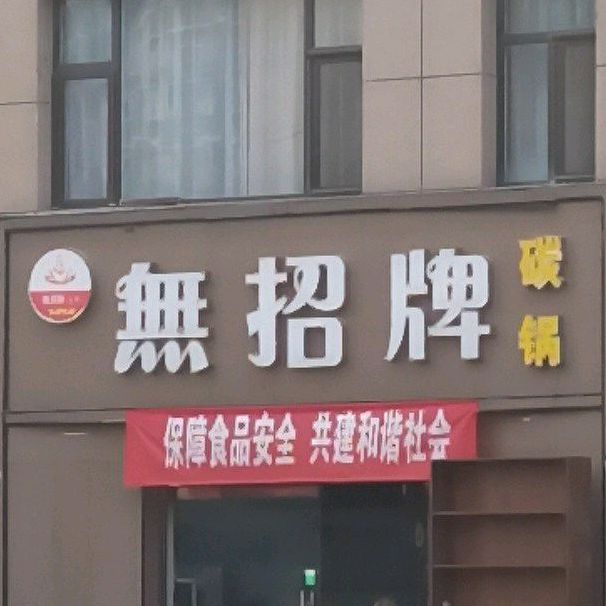 無招牌
碳锅
保障食品安全 共建和谐社会